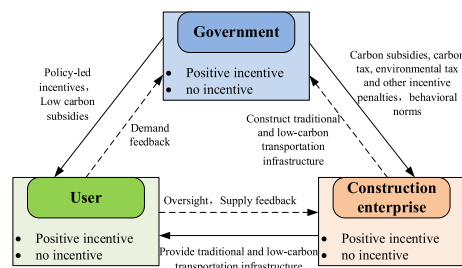 Government
• Positive incentive
• no incentive
Policy-led
incentives，
Low carbon
subsidies
Demand
feedback
Carbon subsidies, carbon
tax, environmental tax
and other incentive
penalties，behavioral
norms
Construct traditional
and low-carbon
transportation
infrastructure
User
• Positive incentive
• no incentive
Oversight，Supply feedback
Construction
enterprise
• Positive incentive
• no incentive
Provide traditional and low-carbon
transportation infrastructure